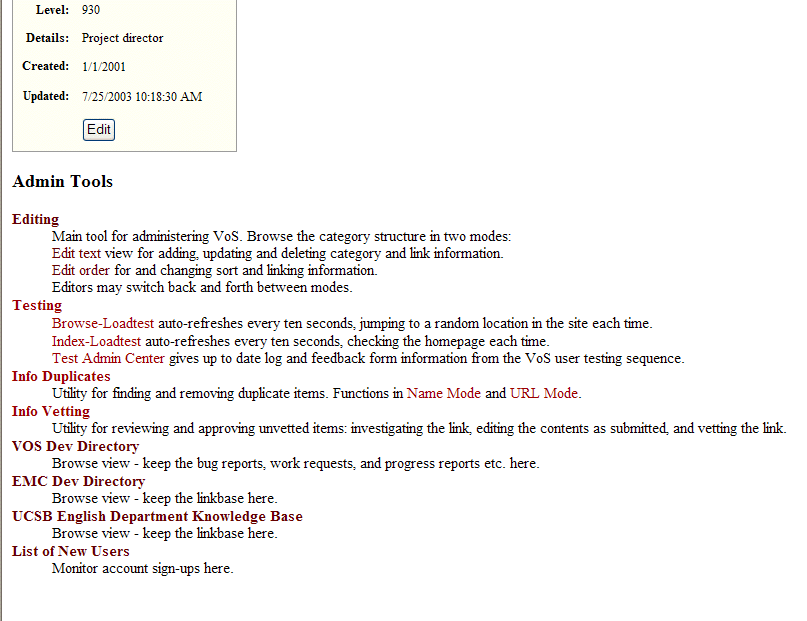 Level: 930
Details: Project director
Created: 1/1/2001
Updated: 7/25/2003 10:18:30 AM
Edit
Admin Tools
Editing
Main tool for administering VoS. Browse the category structure in two modes:
Edit text view for adding, updating and deleting category and link information.
Edit order for and changing sort and linking information.
Editors may switch back and forth between modes.
Testing
Browse-Loadtest auto-refreshes every ten seconds, jumping to a random location in the site each time.
Index-Loadtest auto-refreshes every ten seconds, checking the homepage each time.
Test Admin Center gives up to date log and feedback form information from the VoS user testing sequence.
Info Duplicates
Utility for finding and removing duplicate items. Functions in Name Mode and URL Mode.
Info Vetting
Utility for reviewing and approving unvetted items: investigating the link, editing the contents as submitted, and vetting the link.
VOS Dev Directory
Browse view - keep the bug reports, work requests, and progress reports etc. here.
EMC Dev Directory
Browse view - keep the linkbase here.
UCSB English Department Knowledge Base
Browse view - keep the linkbase here.
List of New Users
Monitor account sign-ups here.